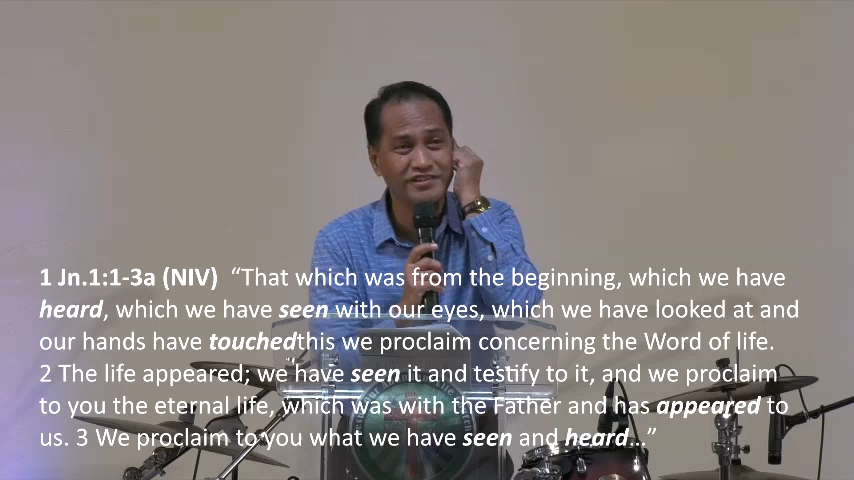 1 Jn.1:1-3a (NIV) “That which was from the beginning, which we have
heard, which we have seen with our eyes, which we have looked at and
our hands have touchedthis we proclaim concerning the Word of life.
2 The life appeared; we have seen it and testify to it, and we proclaim
to you the eternal life, which was with the Father and has appeared to
us. 3 We proclaim to you what we have seen and heard…”